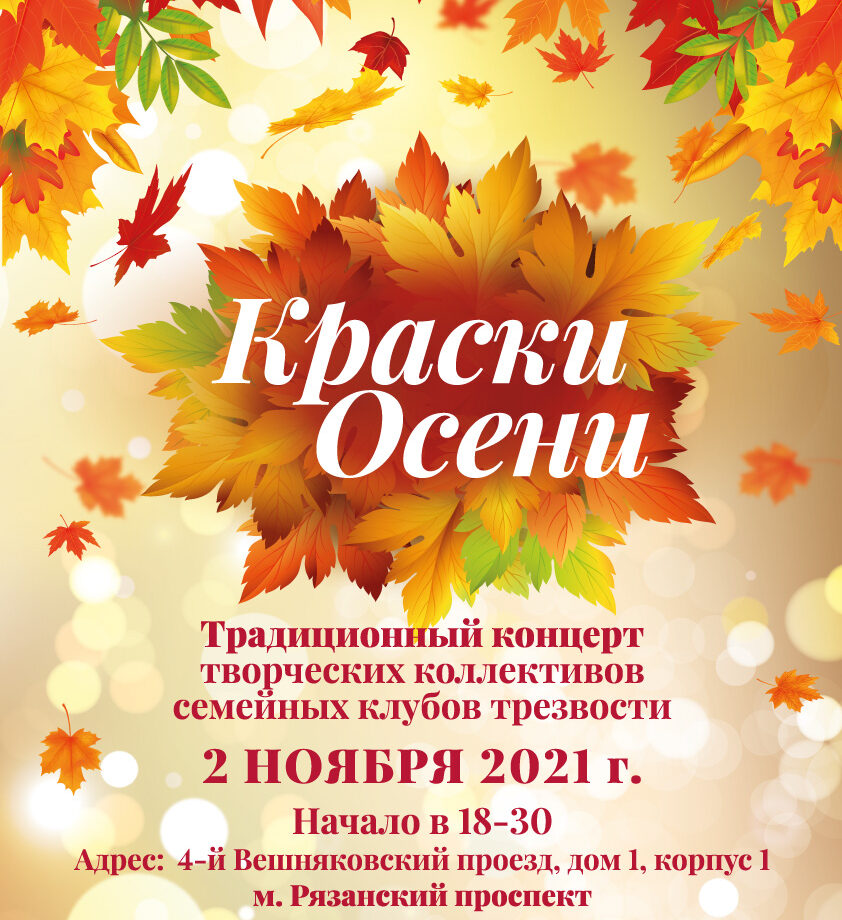 Краски
Осени
Традиционный концерт
творческих коллективов
семейных клубов трезвости
2 НОЯБРЯ 2021 г.
Начало в 18-30
Адрес: 4-й Вешняковский проезд, дом 1, корпус 1
м. Рязанский проспект